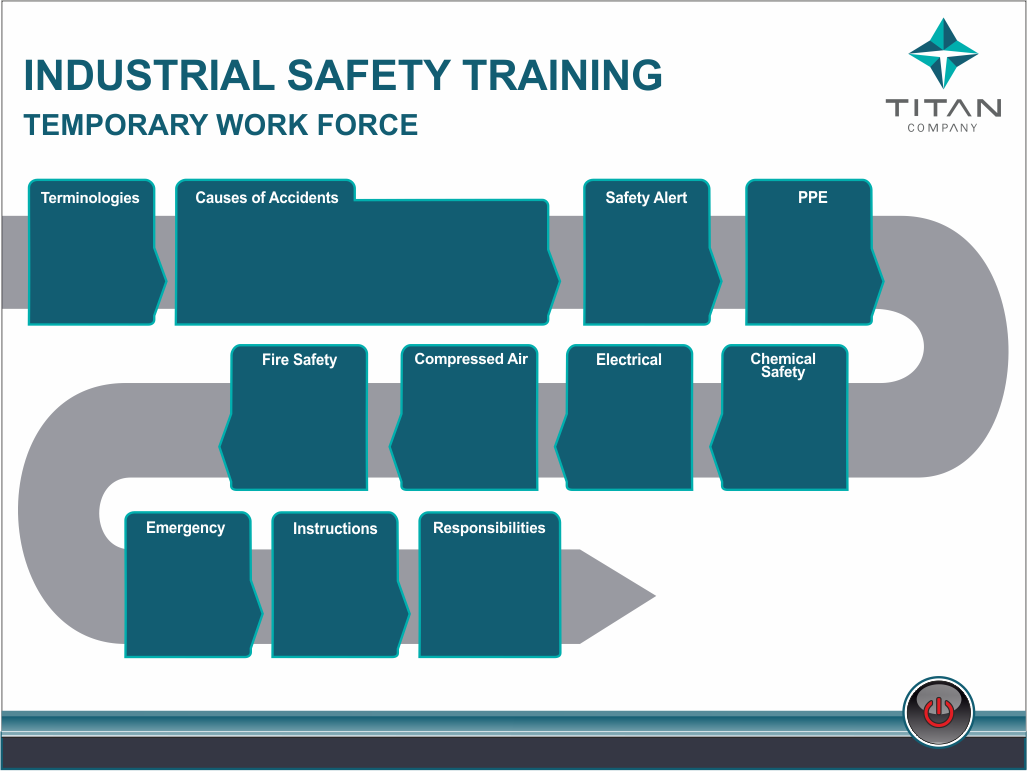 INDUSTRIAL SAFETY TRAINING
TEMPORARY WORK FORCE
TITAN
COMPANY
Terminologies
Causes of Accidents
Safety Alert
PPE
Fire Safety
Compressed Air
Electrical
Chemical
Safety
Emergency
Instructions
Responsibilities